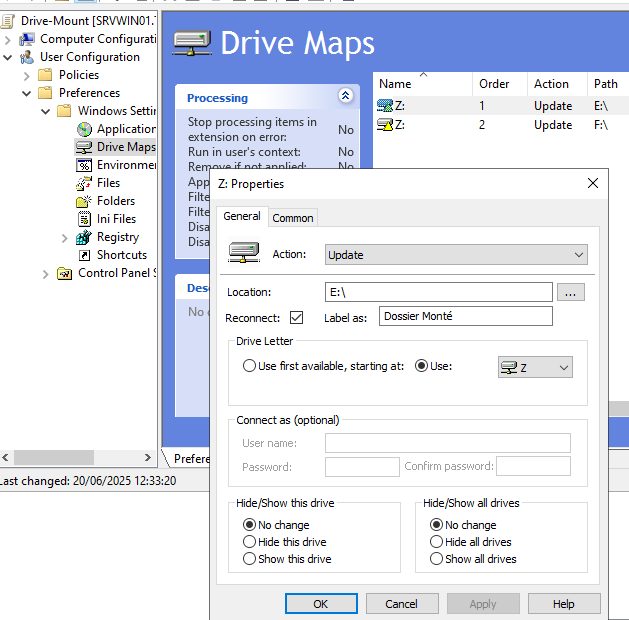 Drive-Mount [SRVWIN01.
Computer Configurati
User Configuration
Policies
Preferences
Windows Setti
Application
Drive Maps
Environme
Files
Folders
Ini Files
Registry
Shortcuts
Control Panel S
Last changed: 20/06/2025 12:33:20
Drive Maps
Processing
Stop processing items in
extension on error: No
Run in user's context: No
Remove if not applied: No
App
Filte
Filte
Disa
Disa
Des
No
Prefere
Name Order Action Path
Z: 1 Update E:\
Z: 2 Update F:\
Z: Properties
General Common
Action: Update
Location: E:\ ...
Reconnect: Label as: Dossier Monté
Drive Letter
Use first available, starting at: Use: Z
Connect as (optional)
User name:
Password: Confirm password:
Hide/Show this drive
No change
Hide this drive
Show this drive
Hide/Show all drives
No change
Hide all drives
Show all drives
OK Cancel Apply Help